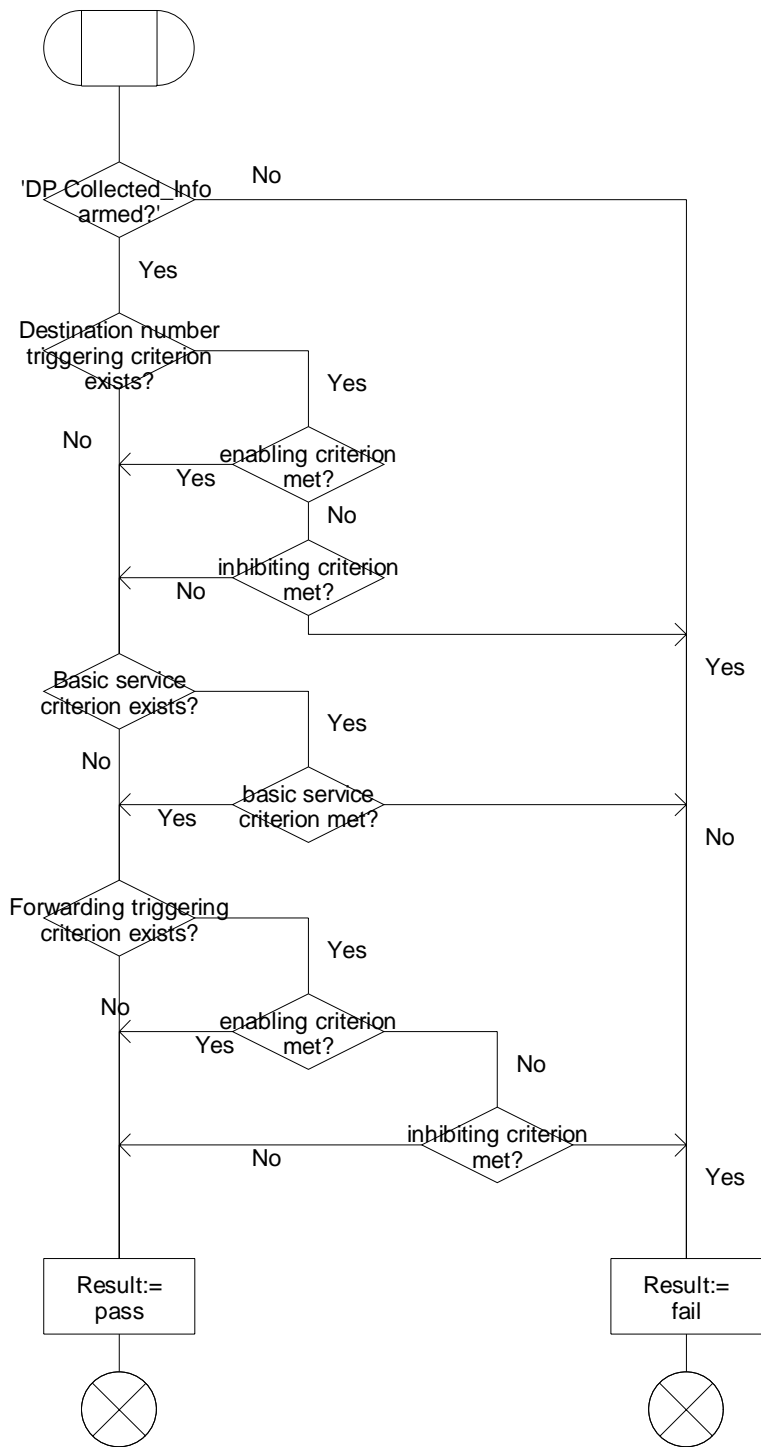 No
'DP Collected_Info
armed?'
Yes
Destination number
triggering criterion
exists?
Yes
No
enabling criterion
met?
Yes
No
inhibiting criterion
met?
No
Yes
Basic service
criterion exists?
Yes
No
basic service
criterion met?
Yes
No
Forwarding triggering
criterion exists?
Yes
No
enabling criterion
met?
Yes
No
inhibiting criterion
met?
No
Yes
Result:=
pass
Result:=
fail